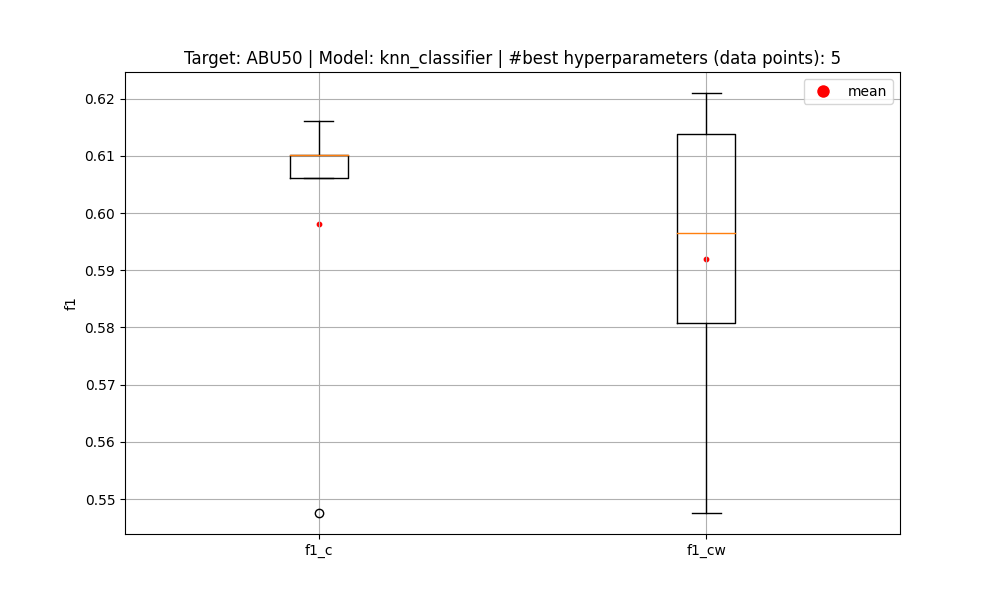 Target: ABU50 | Model: knn_classifier | #best hyperparameters (data points): 5
mean
0.62
0.61
0.60
0.59
0.58
0.57
0.56
0.55
f1
f1_c
f1_cw